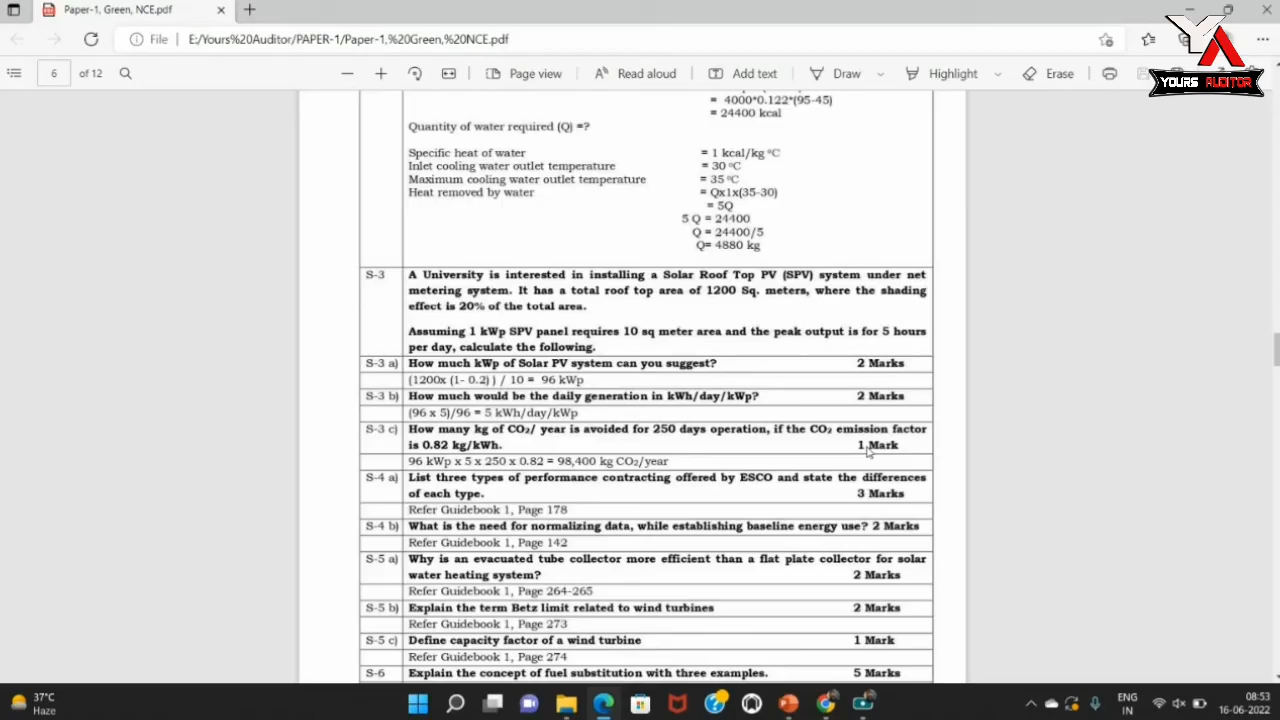 Paper-1, Green, NCE.pdf
File E:/Yours%20Auditor/PAPER-1/Paper-1,%20Green,%20NCE.pdf
YOURS AUDITOR
6 of 12 Page view Read aloud Add text Draw Highlight Erase
= 4000*0.122*(95-45)
= 24400 kcal
Quantity of water required (Q) =?
Specific heat of water = 1 kcal/kg °C
Inlet cooling water outlet temperature = 30 °C
Maximum cooling water outlet temperature = 35 °C
Heat removed by water = Qx1x(35-30)
= 5Q
5 Q = 24400
Q = 24400/5
Q= 4880 kg
S-3 A University is interested in installing a Solar Roof Top PV (SPV) system under net
metering system. It has a total roof top area of 1200 Sq. meters, where the shading
effect is 20% of the total area.
Assuming 1 kWp SPV panel requires 10 sq meter area and the peak output is for 5 hours
per day, calculate the following.
S-3 a) How much kWp of Solar PV system can you suggest? 2 Marks
(1200x (1- 0.2) ) / 10 = 96 kWp
S-3 b) How much would be the daily generation in kWh/day/kWp? 2 Marks
(96 x 5)/96 = 5 kWh/day/kWp
S-3 c) How many kg of CO₂/ year is avoided for 250 days operation, if the CO₂ emission factor
is 0.82 kg/kWh. 1 Mark
96 kWp x 5 x 250 x 0.82 = 98,400 kg CO₂/year
S-4 a) List three types of performance contracting offered by ESCO and state the differences
of each type. 3 Marks
Refer Guidebook 1, Page 178
S-4 b) What is the need for normalizing data, while establishing baseline energy use? 2 Marks
Refer Guidebook 1, Page 142
S-5 a) Why is an evacuated tube collector more efficient than a flat plate collector for solar
water heating system? 2 Marks
Refer Guidebook 1, Page 264-265
S-5 b) Explain the term Betz limit related to wind turbines 2 Marks
Refer Guidebook 1, Page 273
S-5 c) Define capacity factor of a wind turbine 1 Mark
Refer Guidebook 1, Page 274
S-6 Explain the concept of fuel substitution with three examples. 5 Marks
37°C
Haze
ENG
IN
08:53
16-06-2022